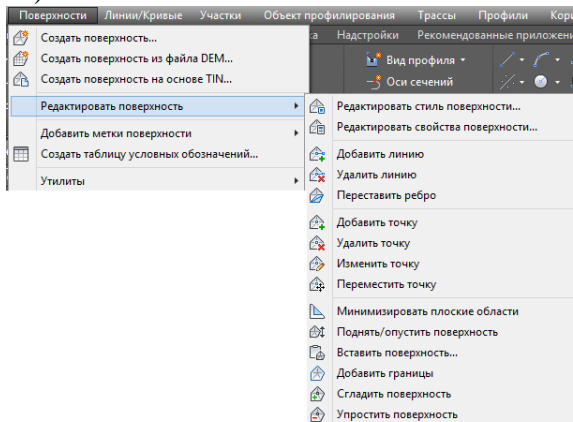 Поверхности Линии/Кривые Участки Объект профилирования Трассы Профили
Надстройки Рекомендованные
Вид профиля
Оси сечений
Создать поверхность...
Создать поверхность из файла DEM...
Создать поверхность на основе TIN...
Редактировать поверхность
Добавить метки поверхности
Создать таблицу условных обозначений...
Утилиты
Редактировать стиль поверхности...
Редактировать свойства поверхности...
Добавить линию
Удалить линию
Переставить ребро
Добавить точку
Удалить точку
Изменить точку
Переместить точку
Минимизировать плоские области
Поднять/опустить поверхность
Вставить поверхность...
Добавить границы
Сгладить поверхность
Упростить поверхность